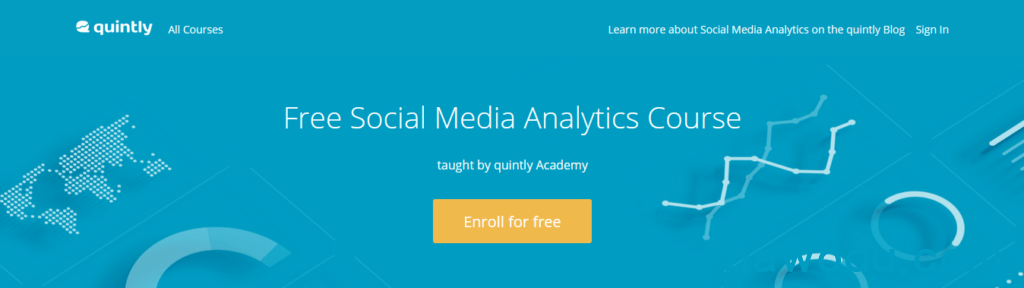 quintly All Courses Learn more about Social Media Analytics on the quintly Blog Sign In
Free Social Media Analytics Course
taught by quintly Academy
Enroll for free